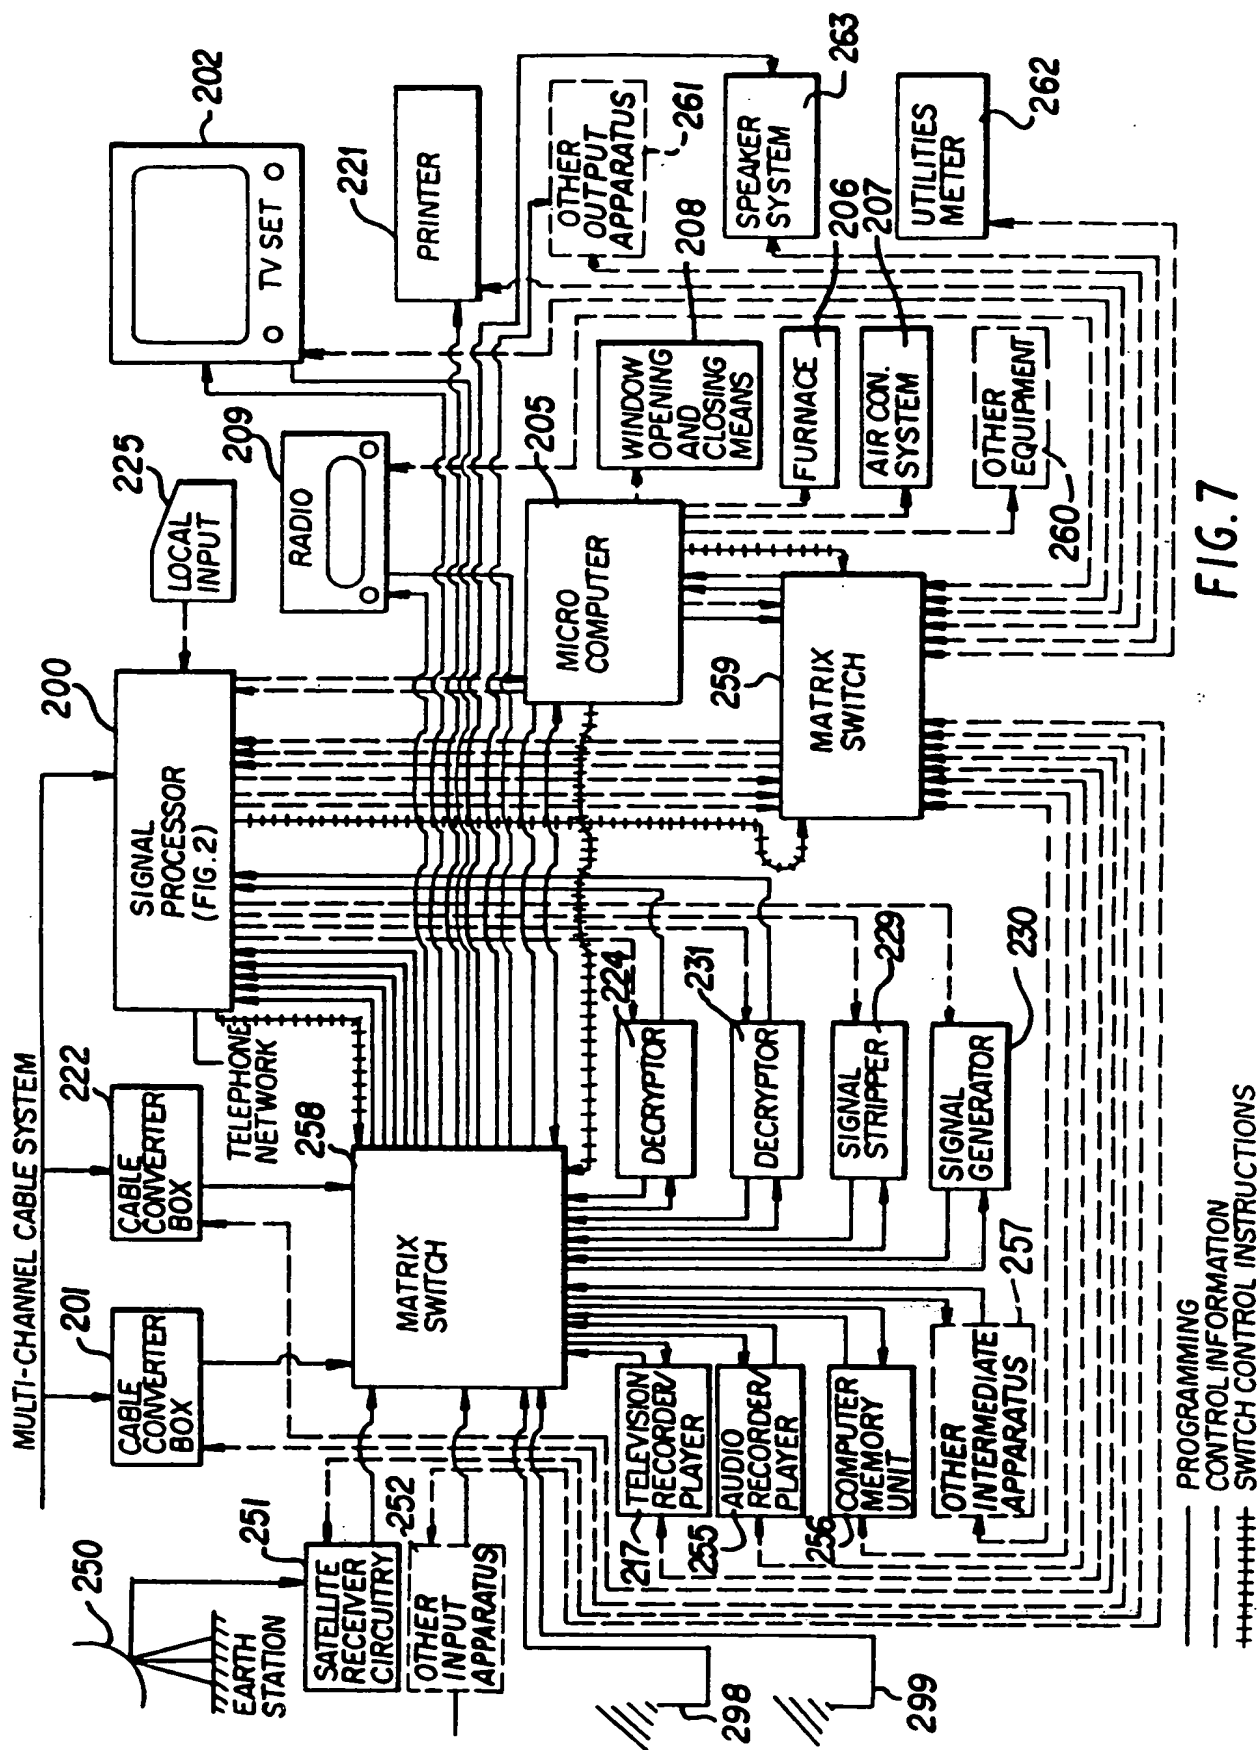 MULTI-CHANNEL CABLE SYSTEM
250
EARTH
STATION
251
SATELLITE
RECEIVER
CIRCUITRY
252
OTHER
INPUT
APPARATUS
298
299
201
CABLE
CONVERTER
BOX
222
CABLE
CONVERTER
BOX
TELEPHONE
NETWORK
258
MATRIX
SWITCH
200
SIGNAL
PROCESSOR
(FIG.2)
225
LOCAL
INPUT
209
RADIO
202
TV SET
221
PRINTER
OTHER
OUTPUT
APPARATUS
261
SPEAKER
SYSTEM
263
UTILITIES
METER
262
205
MICRO
COMPUTER
WINDOW
OPENING
AND
CLOSING
MEANS
208
FURNACE
206
AIR CON.
SYSTEM
207
OTHER
EQUIPMENT
260
259
MATRIX
SWITCH
224
DECRYPTOR
231
DECRYPTOR
SIGNAL
STRIPPER
229
SIGNAL
GENERATOR
230
217
TELEVISION
RECORDER/
PLAYER
255
AUDIO
RECORDER/
PLAYER
256
COMPUTER
MEMORY
UNIT
OTHER
INTERMEDIATE
APPARATUS
257
PROGRAMMING
CONTROL INFORMATION
SWITCH CONTROL INSTRUCTIONS
FIG.7